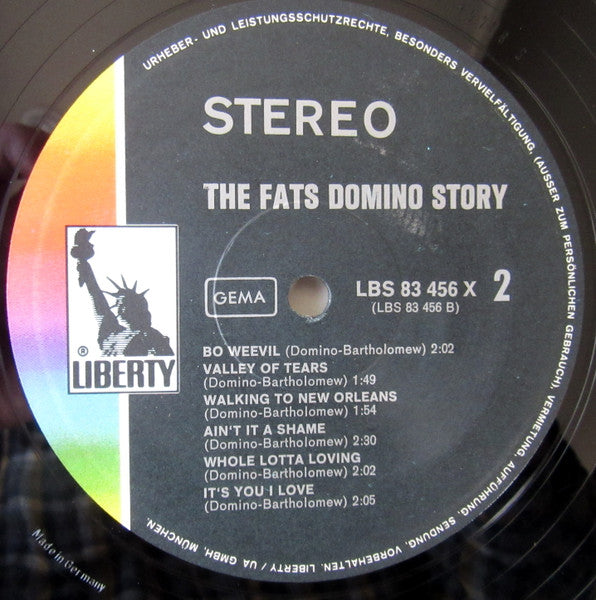 URHEBER- UND LEISTUNGSSCHUTZRECHTE, BESONDERS VERVIELFÄLTIGUNG, (AUSSER ZUM PERSÖNLICHEN GEBRAUCH), VERMIETUNG, AUFFÜHRUNG, SENDUNG, VORBEHALTEN. LIBERTY / UA GMBH, MÜNCHEN.
STEREO
THE FATS DOMINO STORY
GEMA
LBS 83 456 X 2
(LBS 83 456 B)
® LIBERTY
BO WEEVIL (Domino-Bartholomew) 2:02
VALLEY OF TEARS
(Domino-Bartholomew) 1:49
WALKING TO NEW ORLEANS
(Domino-Bartholomew) 1:54
AIN'T IT A SHAME
(Domino-Bartholomew) 2:30
WHOLE LOTTA LOVING
(Domino-Bartholomew) 2:02
IT'S YOU I LOVE
(Domino-Bartholomew) 2:05
Made in Germany